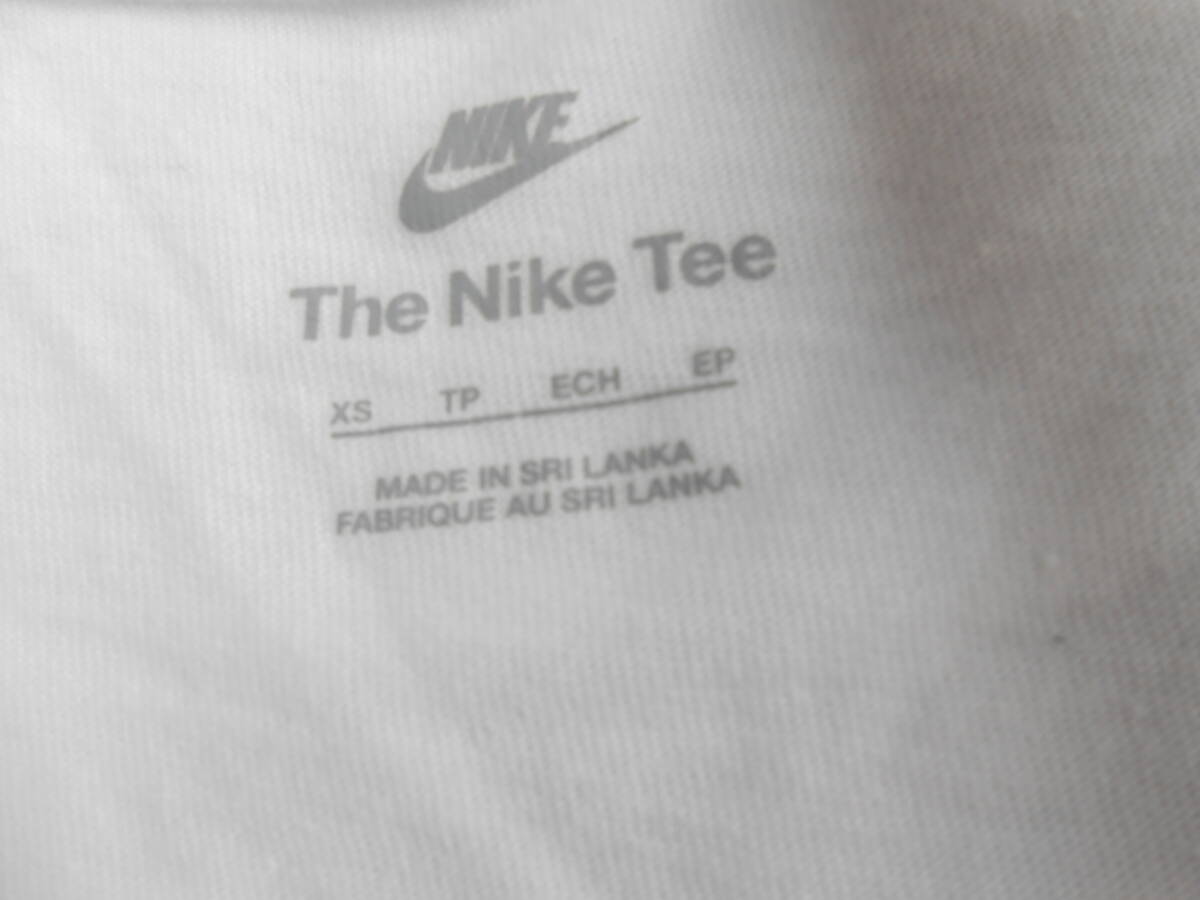 NIKE
The Nike Tee
XS TP ECH EP
MADE IN SRI LANKA
FABRIQUE AU SRI LANKA